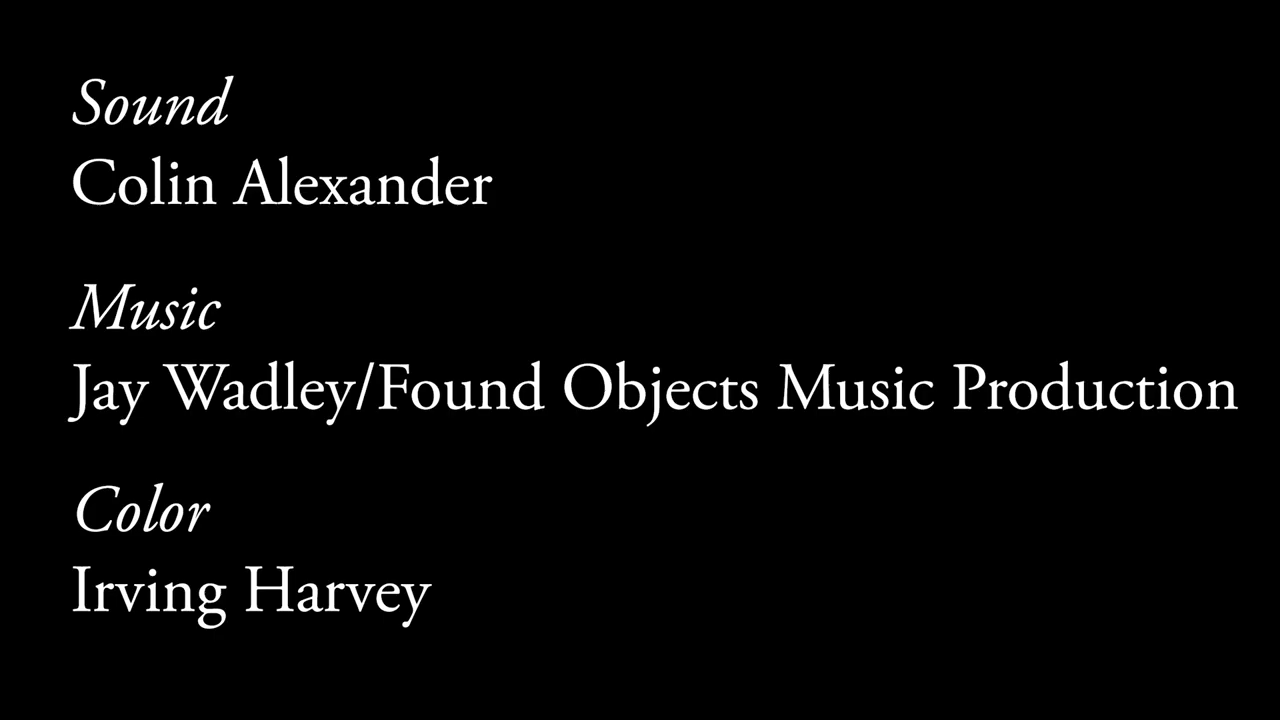 Sound
Colin Alexander
Music
Jay Wadley/Found Objects Music Production
Color
Irving Harvey